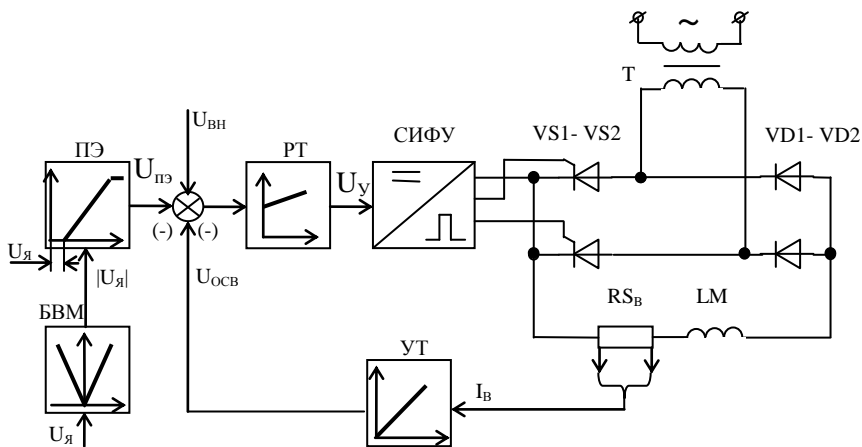 ~
T
U_ВН
СИФУ
VS1- VS2
VD1- VD2
ПЭ
U_ПЭ
РТ
U_У
(-)
(-)
U_Я
|U_Я|
U_ОСВ
RS_В
LM
БВМ
УТ
I_В
U_Я